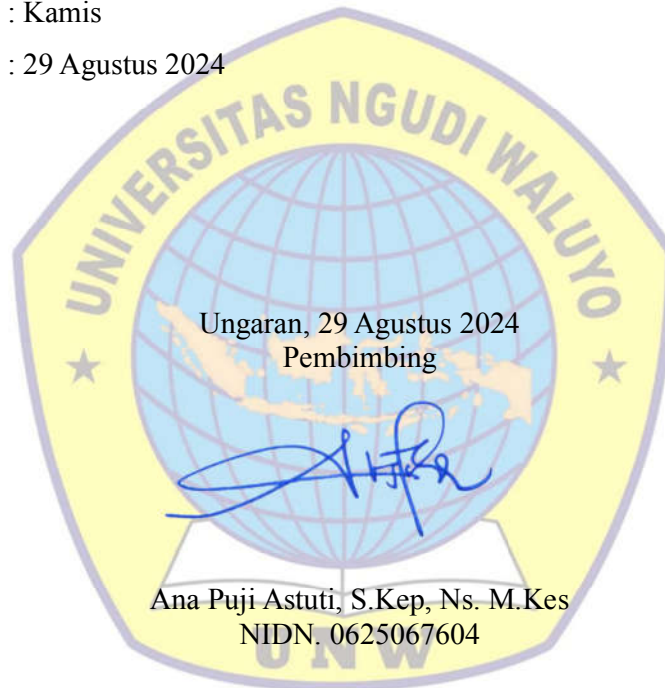 : Kamis
: 29 Agustus 2024
UNIVERSITAS NGUDI WALUYO
Ungaran, 29 Agustus 2024
Pembimbing
Ana Puji Astuti, S.Kep, Ns. M.Kes
NIDN. 0625067604
UNW